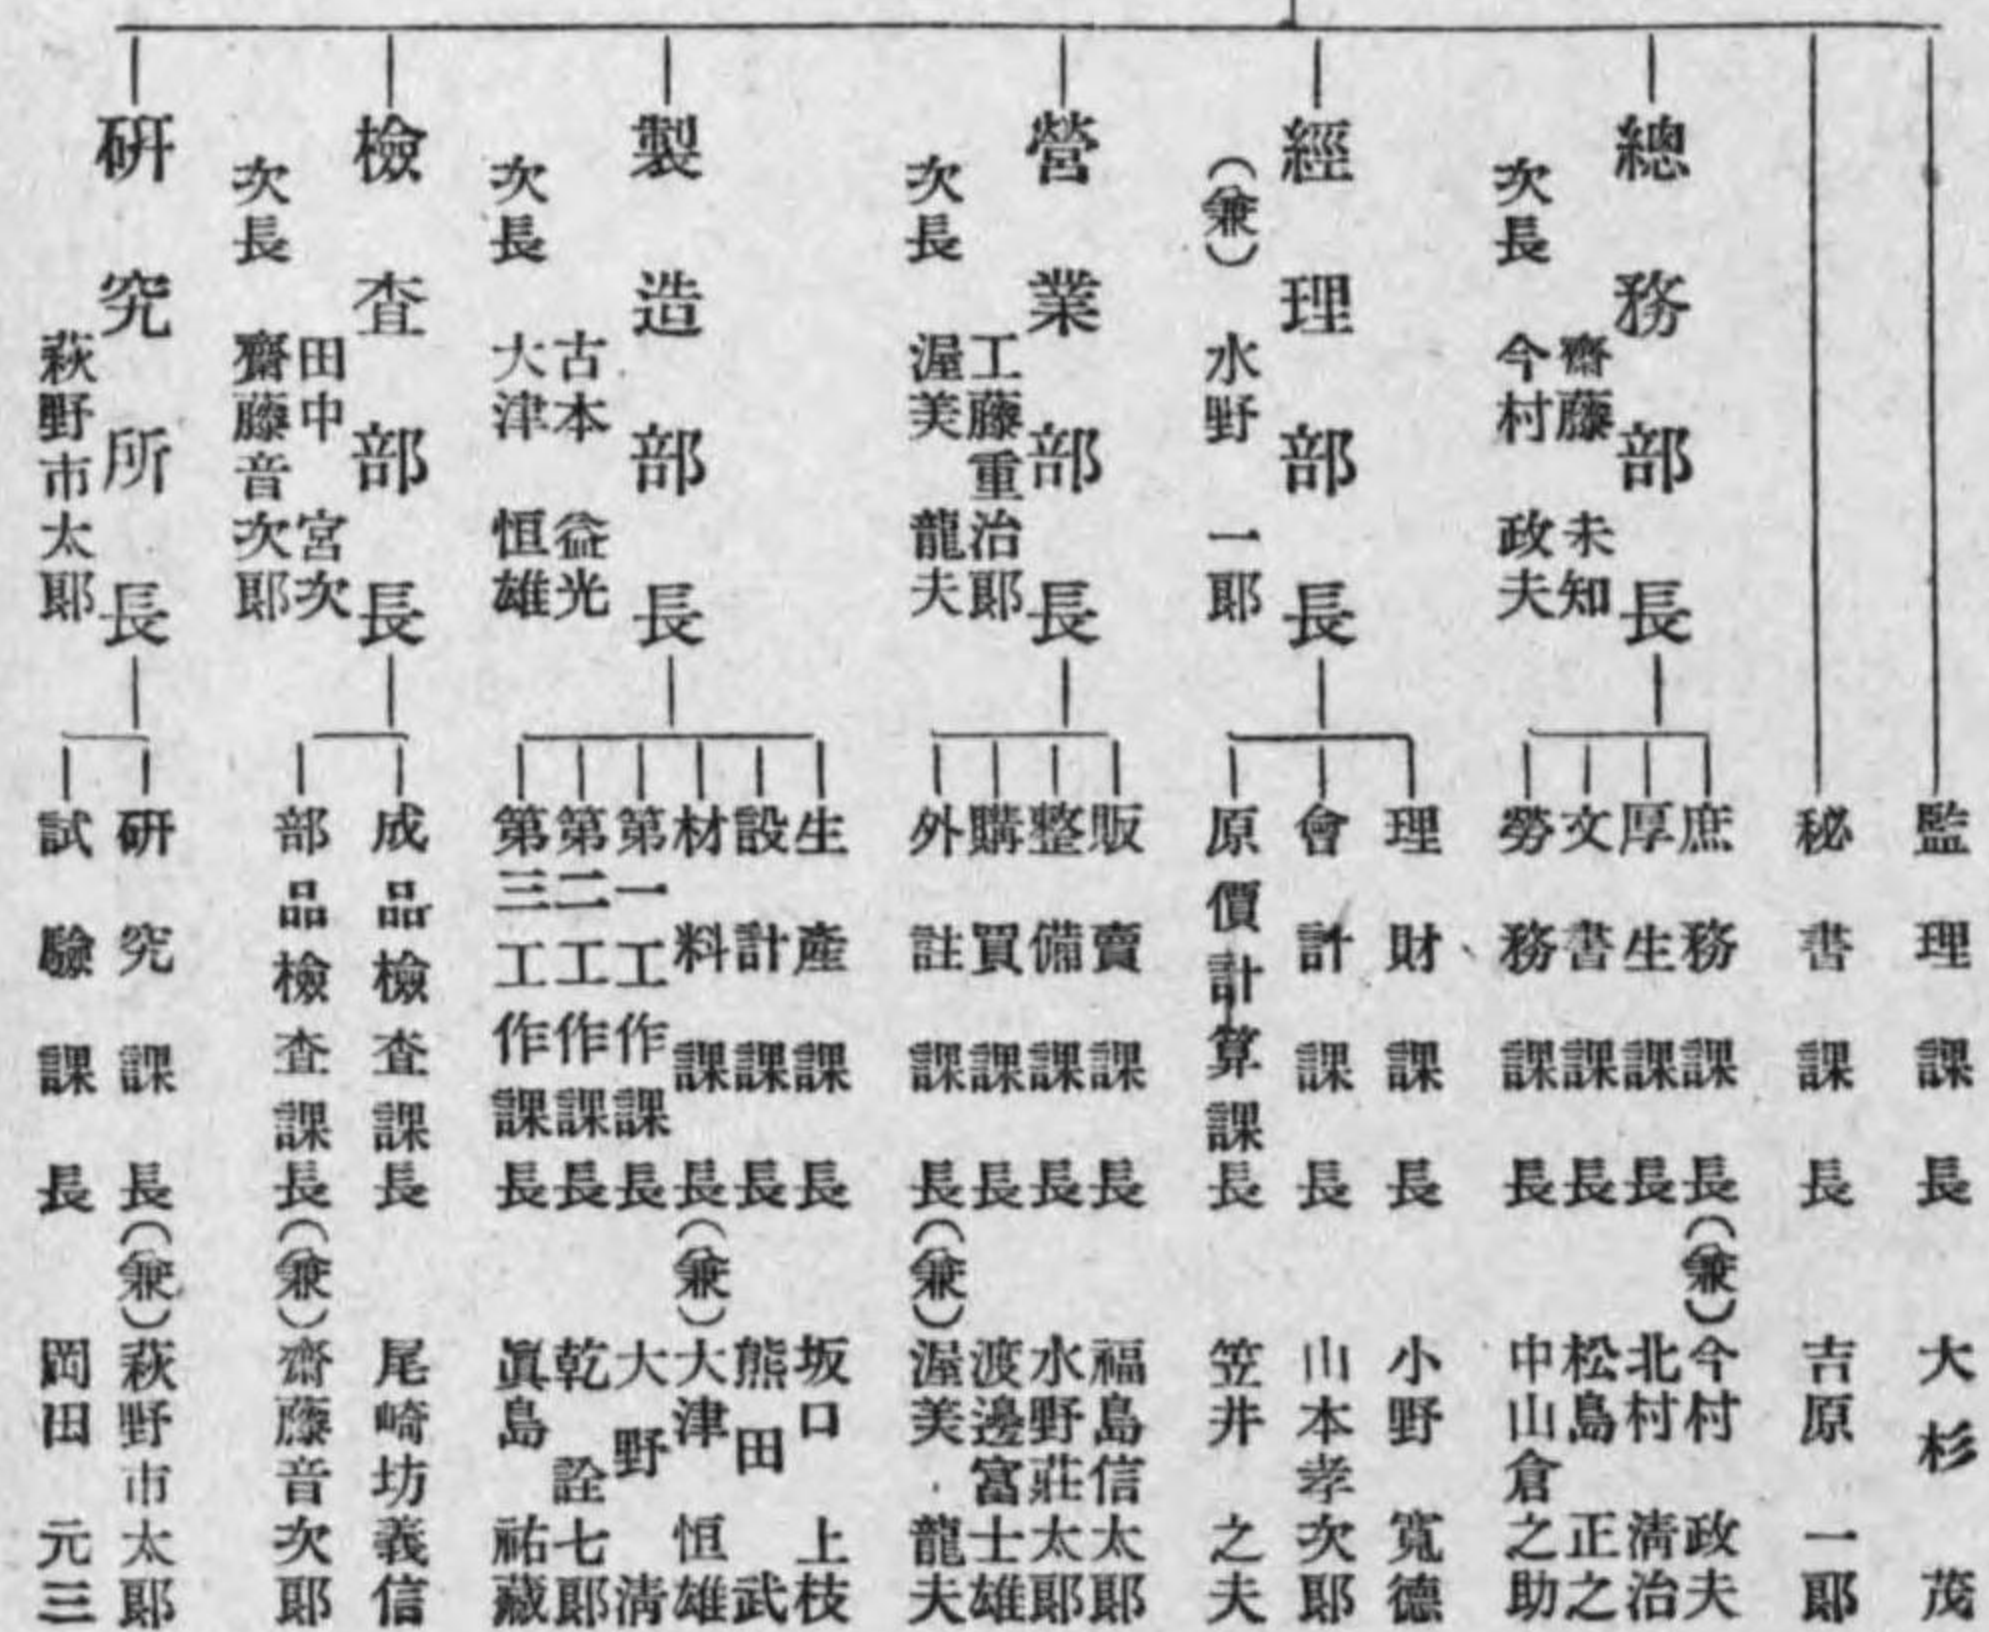 監理課長 大杉茂
秘書課長 吉原一郎
總務部長 齋藤未知
次長 今村政夫
庶務課長(兼) 今村政夫
厚生課長 北村淸治
文書課長 松島正之
勞務課長 中山倉之助
經理部長
(兼) 水野一郎
理財課長 小野寬德
會計課長 山本孝次郎
原價計算課長 笠井之夫
營業部長 工藤重治郎
次長 渥美龍夫
販賣課長 福島信太郎
整備課長 水野莊太郎
購買課長 渡邊富士雄
外註課長(兼) 渥美龍夫
製造部長 古本益光
次長 大津恒雄
生產課長 坂口上枝
設計課長 熊田武
材料課長(兼) 大津恒雄
第一工作課長 大野淸
第二工作課長 乾詮七郎
第三工作課長 眞島祐藏
檢査部長 田中宮次
次長 齋藤音次郎
成品檢査課長 尾崎坊義信
部品檢査課長(兼) 齋藤音次郎
硏究所長 萩野市太郎
硏究課長(兼) 萩野市太郎
試驗課長 岡田元三